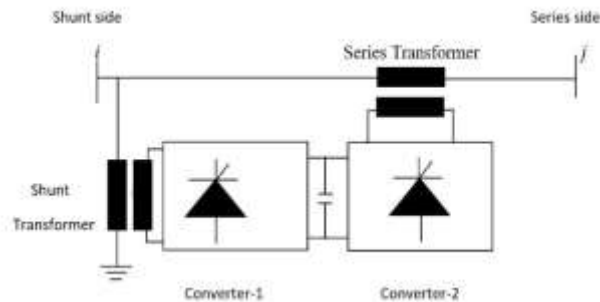 Shunt side
Series side
i
j
Series Transformer
Shunt
Transformer
Converter-1
Converter-2